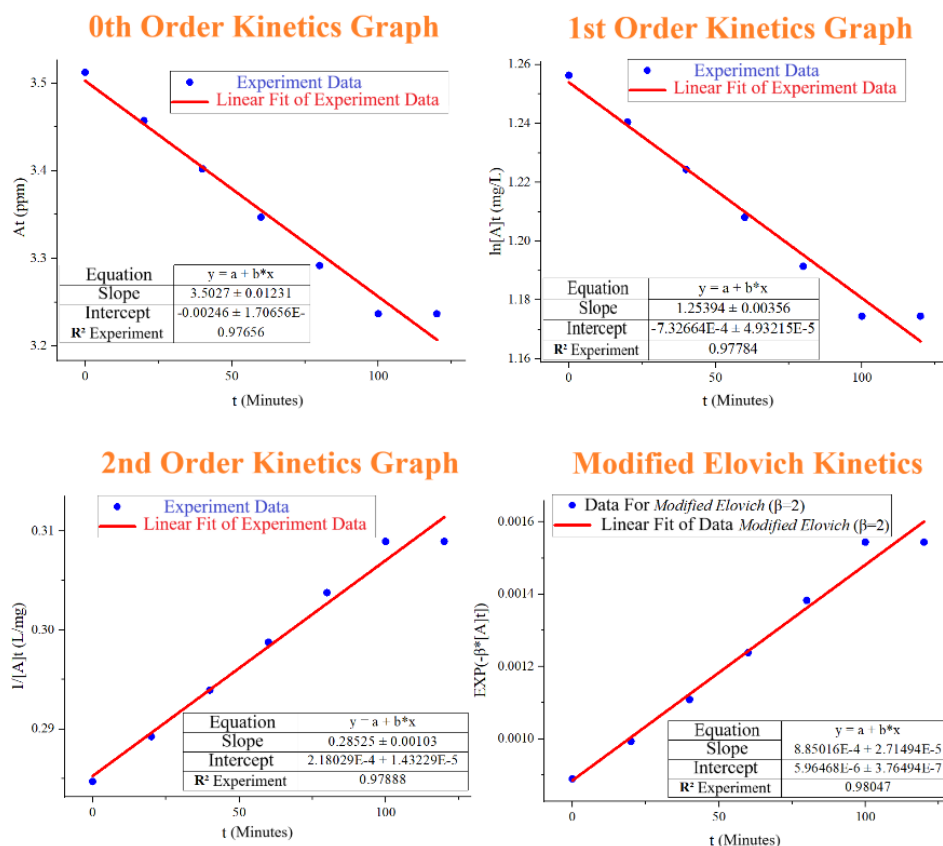 0th Order Kinetics Graph
Experiment Data
Linear Fit of Experiment Data
3.5
3.4
3.3
3.2
At (ppm)
Equation y = a + b*x
Slope 3.5027 ± 0.01231
Intercept -0.00246 ± 1.70656E-
R² Experiment 0.97656
0 50 100
t (Minutes)
1st Order Kinetics Graph
Experiment Data
Linear Fit of Experiment Data
1.26
1.24
1.22
1.20
1.18
1.16
ln[A]t (mg/L)
Equation y = a + b*x
Slope 1.25394 ± 0.00356
Intercept -7.32664E-4 ± 4.93215E-5
R² Experiment 0.97784
0 50 100
t (Minutes)
2nd Order Kinetics Graph
Experiment Data
Linear Fit of Experiment Data
0.31
0.30
0.29
1/[A]t (L/mg)
Equation y = a + b*x
Slope 0.28525 ± 0.00103
Intercept 2.18029E-4 + 1.43229E-5
R² Experiment 0.97888
0 50 100
t (Minutes)
Modified Elovich Kinetics
Data For Modified Elovich (β=2)
Linear Fit of Data Modified Elovich (β=2)
0.0016
0.0014
0.0012
0.0010
EXP(-β*[A]t])
Equation y = a + b*x
Slope 8.85016E-4 ± 2.71494E-5
Intercept 5.96468E-6 ± 3.76494E-7
R² Experiment 0.98047
0 50 100
t (Minutes)